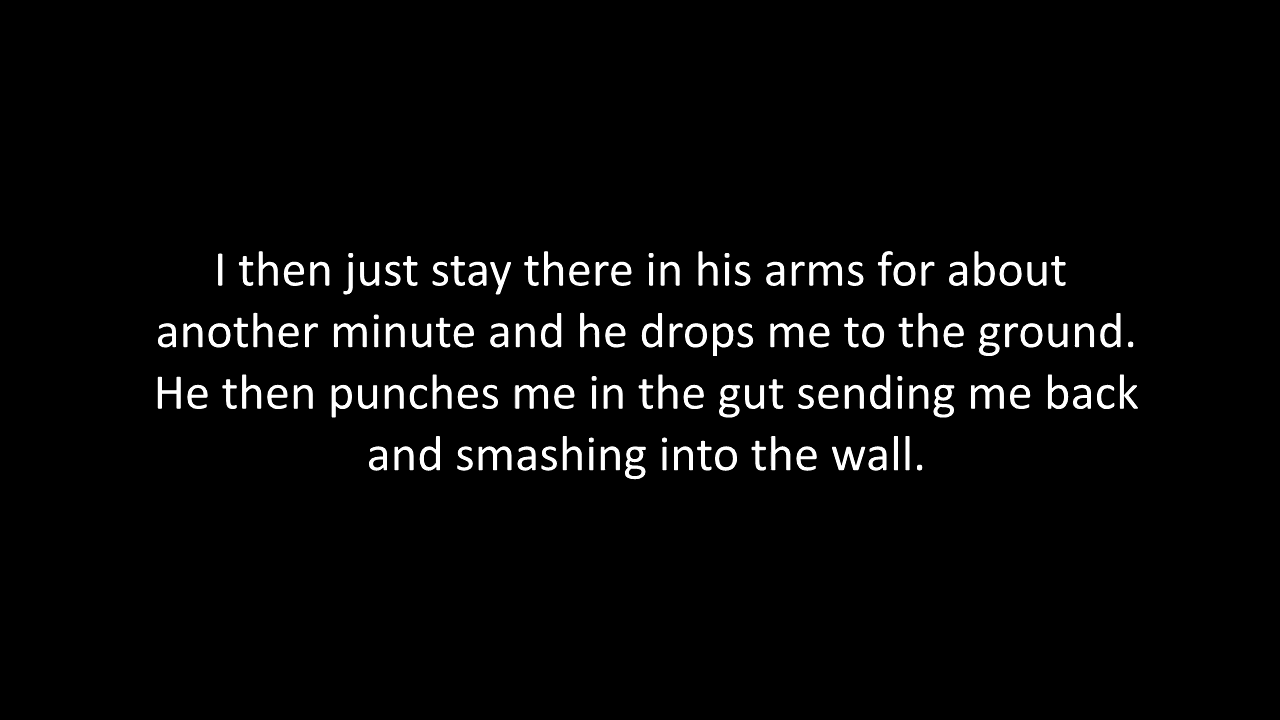 I then just stay there in his arms for about
another minute and he drops me to the ground.
He then punches me in the gut sending me back
and smashing into the wall.